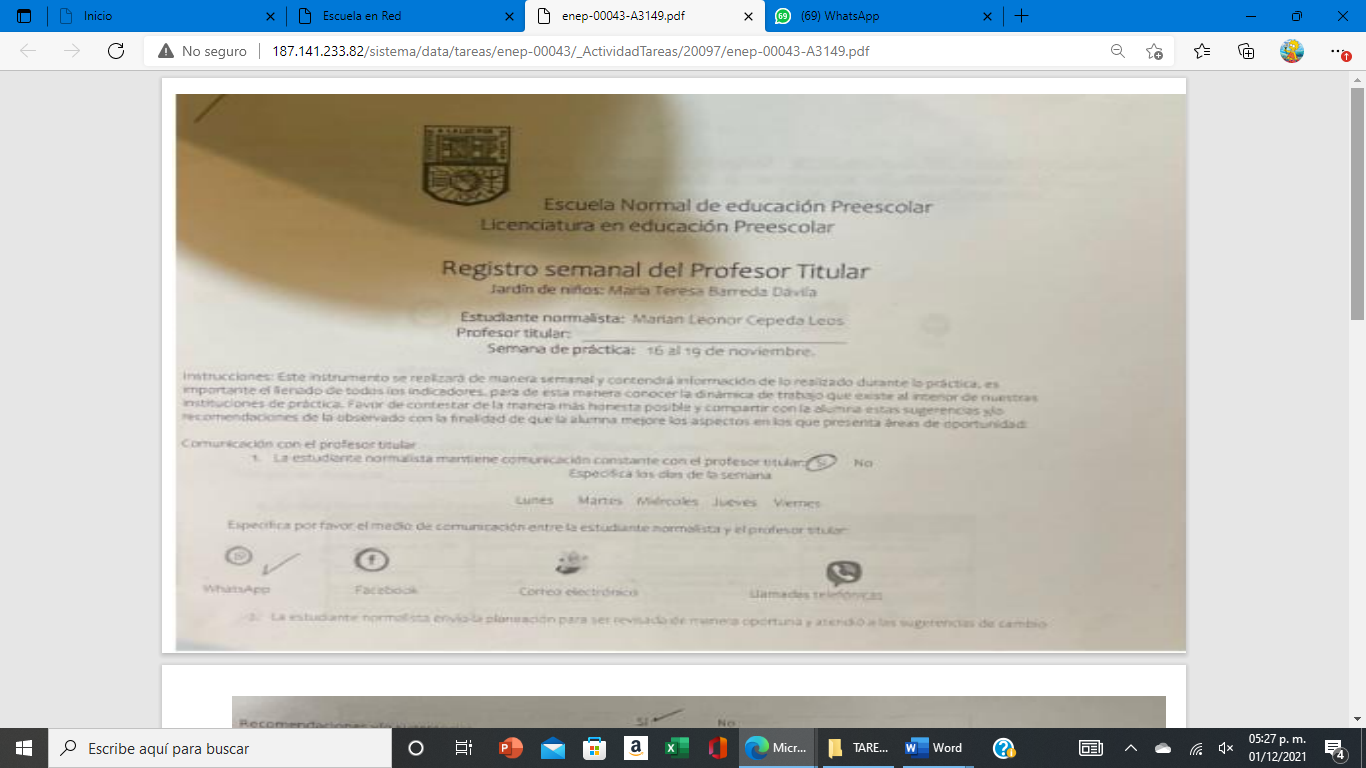 Inicio
Escuela en Red
enep-00043-A3149.pdf
(69) WhatsApp
No seguro
187.141.233.82/sistema/data/tareas/enep-00043/_ActividadTareas/20097/enep-00043-A3149.pdf
Escuela Normal de educación Preescolar
Licenciatura en educación Preescolar
Registro semanal del Profesor Titular
Jardín de niños: María Teresa Barreda Dávila
Estudiante normalista: Marian Leonor Cepeda Leos
Profesor titular:
Semana de práctica: 16 al 19 de noviembre.
Instrucciones: Este instrumento se realizará de manera semanal y contendrá información de lo realizado durante la práctica, es
importante el llenado de todos los indicadores, para de esta manera conocer la dinámica de trabajo que existe al interior de nuestras
instituciones de práctica. Favor de contestar de la manera más honesta posible y compartir con la alumna estas sugerencias y/o
recomendaciones de lo observado con la finalidad de que la alumna mejore los aspectos en los que presenta áreas de oportunidad.
Comunicación con el profesor titular
1. La estudiante normalista mantiene comunicación constante con el profesor titular: Si No
Especifica los días de la semana
Lunes Martes Miércoles Jueves Viernes
Especifica por favor el medio de comunicación entre la estudiante normalista y el profesor titular:
WhatsApp Facebook Correo electrónico Llamadas telefónicas
2. La estudiante normalista envío la planeación para ser revisada de manera oportuna y atendió a las sugerencias de cambio
Recomendaciones SI No
Escribe aquí para buscar
Micr...
TARE...
Word
05:27 p. m.
01/12/2021
4